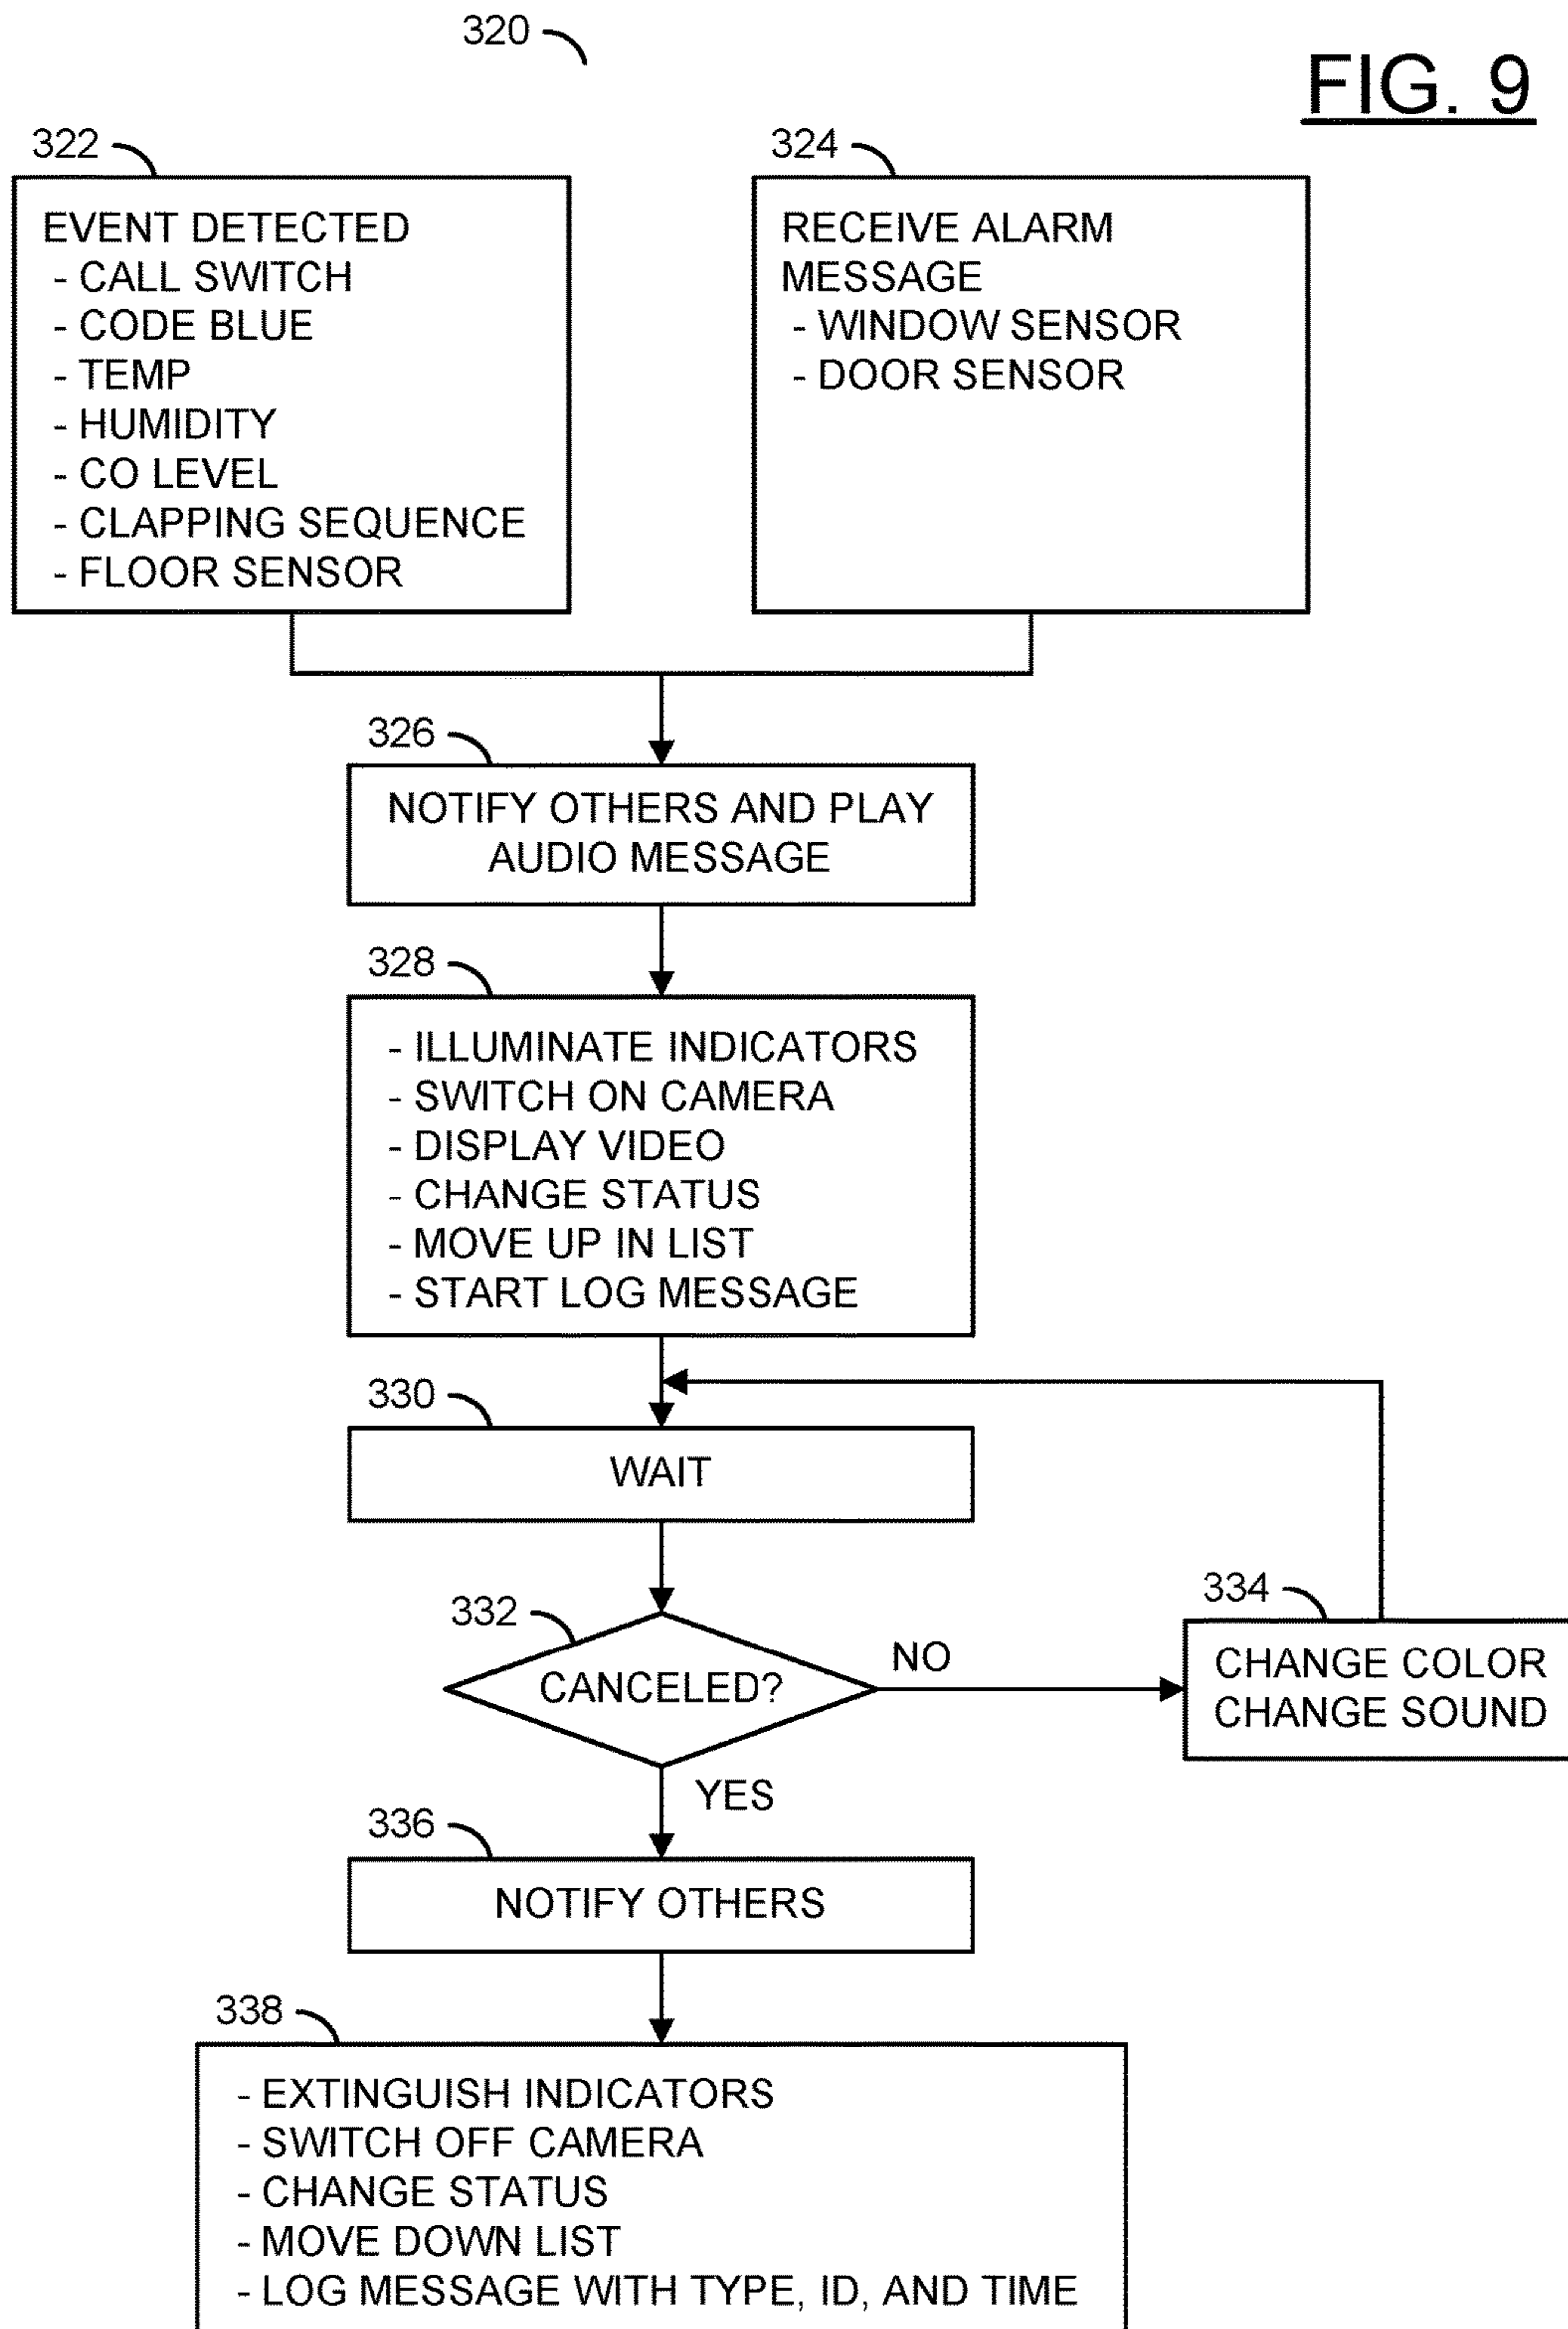 320
FIG. 9
322
EVENT DETECTED
- CALL SWITCH
- CODE BLUE
- TEMP
- HUMIDITY
- CO LEVEL
- CLAPPING SEQUENCE
- FLOOR SENSOR
324
RECEIVE ALARM
MESSAGE
- WINDOW SENSOR
- DOOR SENSOR
326
NOTIFY OTHERS AND PLAY
AUDIO MESSAGE
328
- ILLUMINATE INDICATORS
- SWITCH ON CAMERA
- DISPLAY VIDEO
- CHANGE STATUS
- MOVE UP IN LIST
- START LOG MESSAGE
330
WAIT
332
CANCELED?
NO
334
CHANGE COLOR
CHANGE SOUND
YES
336
NOTIFY OTHERS
338
- EXTINGUISH INDICATORS
- SWITCH OFF CAMERA
- CHANGE STATUS
- MOVE DOWN LIST
- LOG MESSAGE WITH TYPE, ID, AND TIME